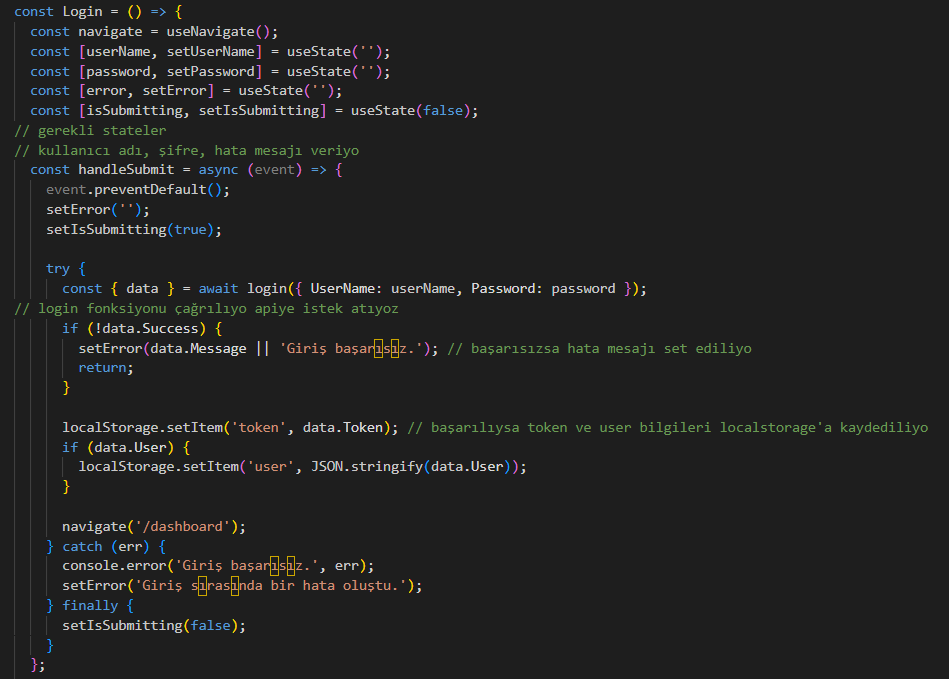 const Login = () => {
  const navigate = useNavigate();
  const [userName, setUserName] = useState('');
  const [password, setPassword] = useState('');
  const [error, setError] = useState('');
  const [isSubmitting, setIsSubmitting] = useState(false);
// gerekli stateler
// kullanıcı adı, şifre, hata mesajı veriyo
  const handleSubmit = async (event) => {
    event.preventDefault();
    setError('');
    setIsSubmitting(true);

    try {
      const { data } = await login({ UserName: userName, Password: password });
// login fonksiyonu çağrılıyo apiye istek atıyoz
      if (!data.Success) {
        setError(data.Message || 'Giriş başarısız.'); // başarısızsa hata mesajı set ediliyo
        return;
      }

      localStorage.setItem('token', data.Token); // başarılıysa token ve user bilgileri localstorage'a kaydediliyo
      if (data.User) {
        localStorage.setItem('user', JSON.stringify(data.User));
      }

      navigate('/dashboard');
    } catch (err) {
      console.error('Giriş başarısız.', err);
      setError('Giriş sırasında bir hata oluştu.');
    } finally {
      setIsSubmitting(false);
    }
  };